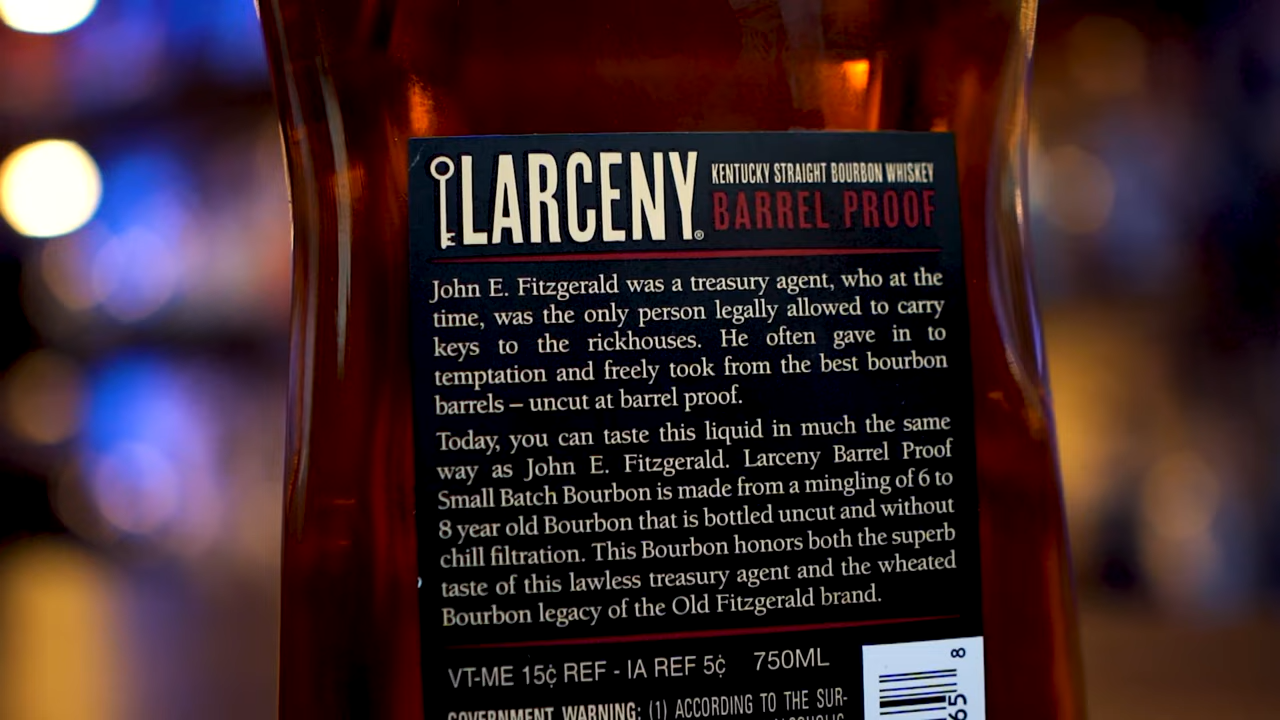 LARCENY® KENTUCKY STRAIGHT BOURBON WHISKEY
BARREL PROOF
John E. Fitzgerald was a treasury agent, who at the
time, was the only person legally allowed to carry
keys to the rickhouses. He often gave in to
temptation and freely took from the best bourbon
barrels – uncut at barrel proof.
Today, you can taste this liquid in much the same
way as John E. Fitzgerald. Larceny Barrel Proof
Small Batch Bourbon is made from a mingling of 6 to
8 year old Bourbon that is bottled uncut and without
chill filtration. This Bourbon honors both the superb
taste of this lawless treasury agent and the wheated
Bourbon legacy of the Old Fitzgerald brand.
VT-ME 15¢ REF - IA REF 5¢ 750ML
GOVERNMENT WARNING: (1) ACCORDING TO THE SUR-
8
65